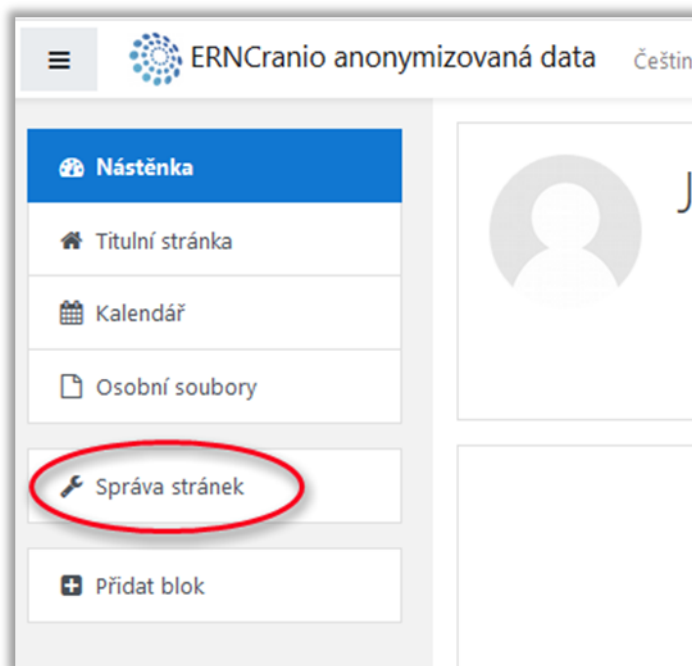 ERNCranio anonymizovaná data
Nástěnka
Titulní stránka
Kalendář
Osobní soubory
Správa stránek
Přidat blok